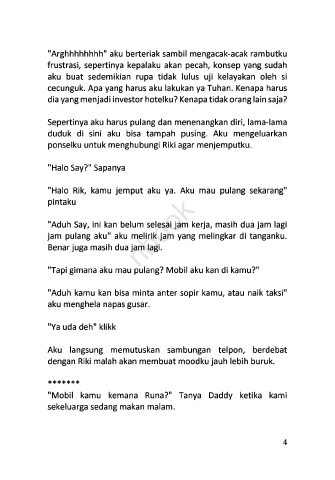 "Arghhhhhhhh" aku berteriak sambil mengacak-acak rambutku
frustrasi, sepertinya kepalaku akan pecah, konsep yang sudah
aku buat sedemikian rupa tidak lulus uji kelayakan oleh si
cecunguk. Apa yang harus aku lakukan ya Tuhan. Kenapa harus
dia yang menjadi investor hotelku? Kenapa tidak orang lain saja?
Sepertinya aku harus pulang dan menenangkan diri, lama-lama
duduk di sini aku bisa tambah pusing. Aku mengeluarkan
ponselku untuk menghubungi Riki agar menjemputku.
"Halo Say?" Sapanya
"Halo Rik, kamu jemput aku ya. Aku mau pulang sekarang"
pintaku
"Aduh Say, ini kan belum selesai jam kerja, masih dua jam lagi
jam pulang aku" aku melirik jam yang melingkar di tanganku.
Benar juga masih dua jam lagi.
"Tapi gimana aku mau pulang? Mobil aku kan di kamu?"
"Aduh kamu kan bisa minta anter sopir kamu, atau naik taksi"
aku menghela napas gusar.
"Ya uda deh" klikk
Aku langsung memutuskan sambungan telpon, berdebat
dengan Riki malah akan membuat moodku jauh lebih buruk.
*******
"Mobil kamu kemana Runa?" Tanya Daddy ketika kami
sekeluarga sedang makan malam.
4